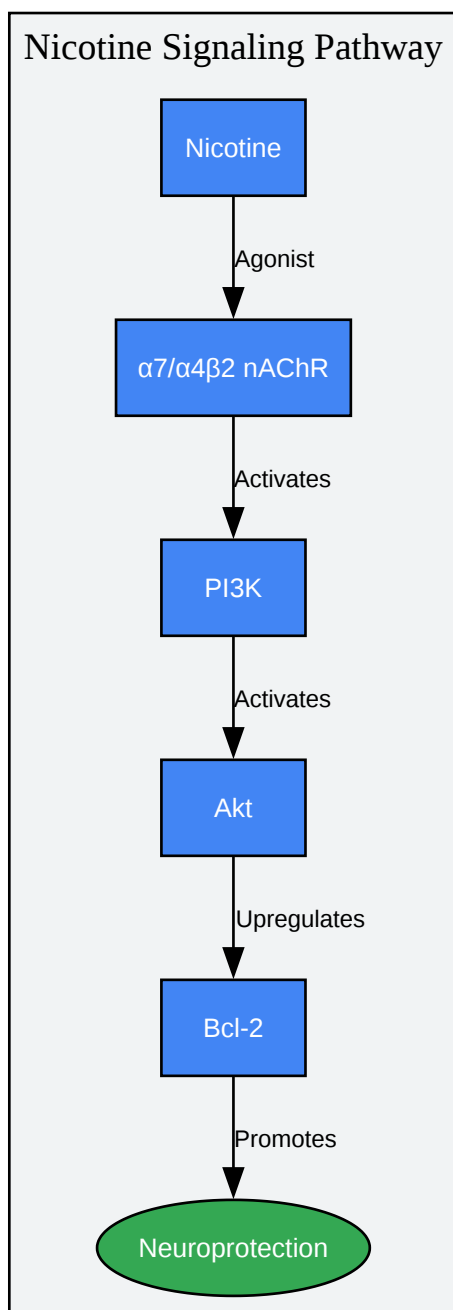 Nicotine Signaling Pathway
Nicotine
Agonist
α7/α4β2 nAChR
Activates
PI3K
Activates
Akt
Upregulates
Bcl-2
Promotes
Neuroprotection